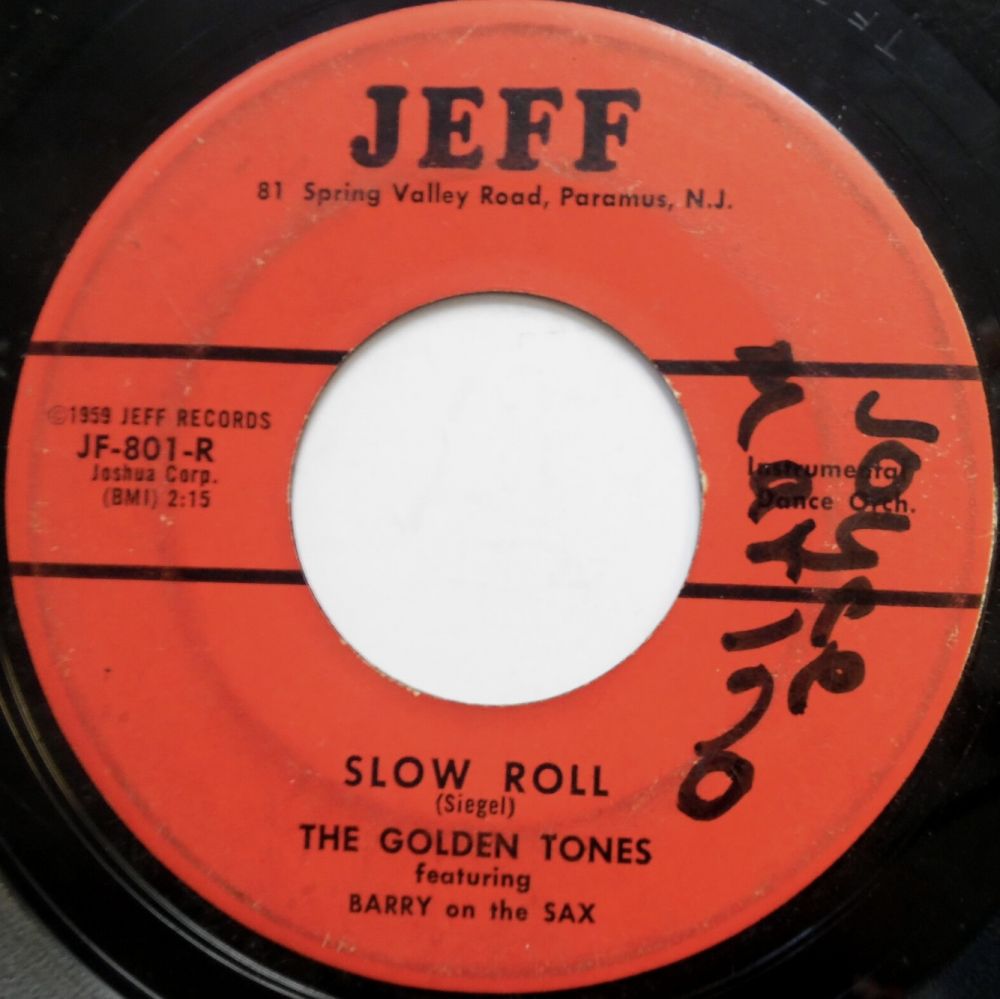 JEFF
81 Spring Valley Road, Paramus, N.J.
©1959 JEFF RECORDS
JF-801-R
Joshua Corp.
(BMI) 2:15
Instrumental
Dance Orch.
Joyce
SLOW ROLL
(Siegel)
THE GOLDEN TONES
featuring
BARRY on the SAX